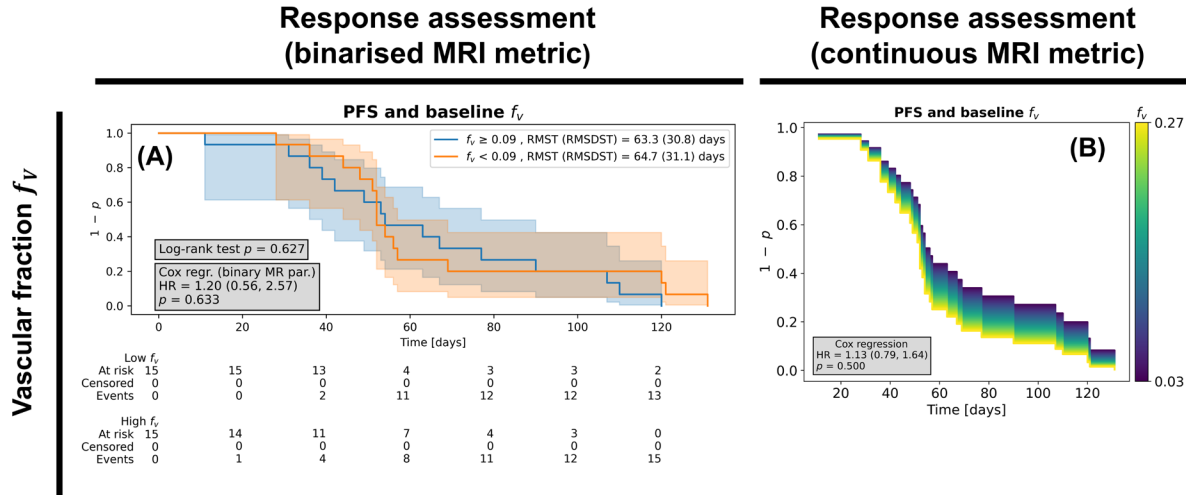 Response assessment
(binarised MRI metric)
Response assessment
(continuous MRI metric)
Vascular fraction fᵥ
PFS and baseline fᵥ
(A)
fᵥ ≥ 0.09 , RMST (RMSDST) = 63.3 (30.8) days
fᵥ < 0.09 , RMST (RMSDST) = 64.7 (31.1) days
1.0
0.8
0.6
0.4
0.2
0.0
1 − p
Log-rank test p = 0.627
Cox regr. (binary MR par.)
HR = 1.20 (0.56, 2.57)
p = 0.633
0 20 40 60 80 100 120
Time [days]
Low fᵥ
At risk 15 15 13 4 3 3 2
Censored 0 0 0 0 0 0 0
Events 0 0 2 11 12 12 13
High fᵥ
At risk 15 14 11 7 4 3 0
Censored 0 0 0 0 0 0 0
Events 0 1 4 8 11 12 15
PFS and baseline fᵥ
(B)
1.0
0.8
0.6
0.4
0.2
0.0
1 − p
Cox regression
HR = 1.13 (0.79, 1.64)
p = 0.500
20 40 60 80 100 120
Time [days]
fᵥ
0.27
0.03